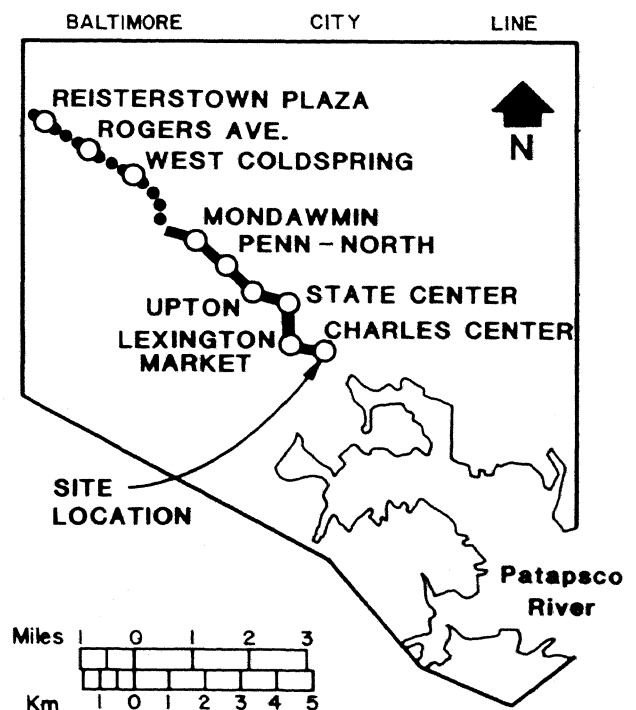 BALTIMORE CITY LINE
REISTERSTOWN PLAZA
ROGERS AVE.
WEST COLDSPRING
N
MONDAWMIN
PENN-NORTH
UPTON
STATE CENTER
LEXINGTON
MARKET
CHARLES CENTER
SITE
LOCATION
Patapsco
River
Miles 1 0 1 2 3
Km 1 0 1 2 3 4 5